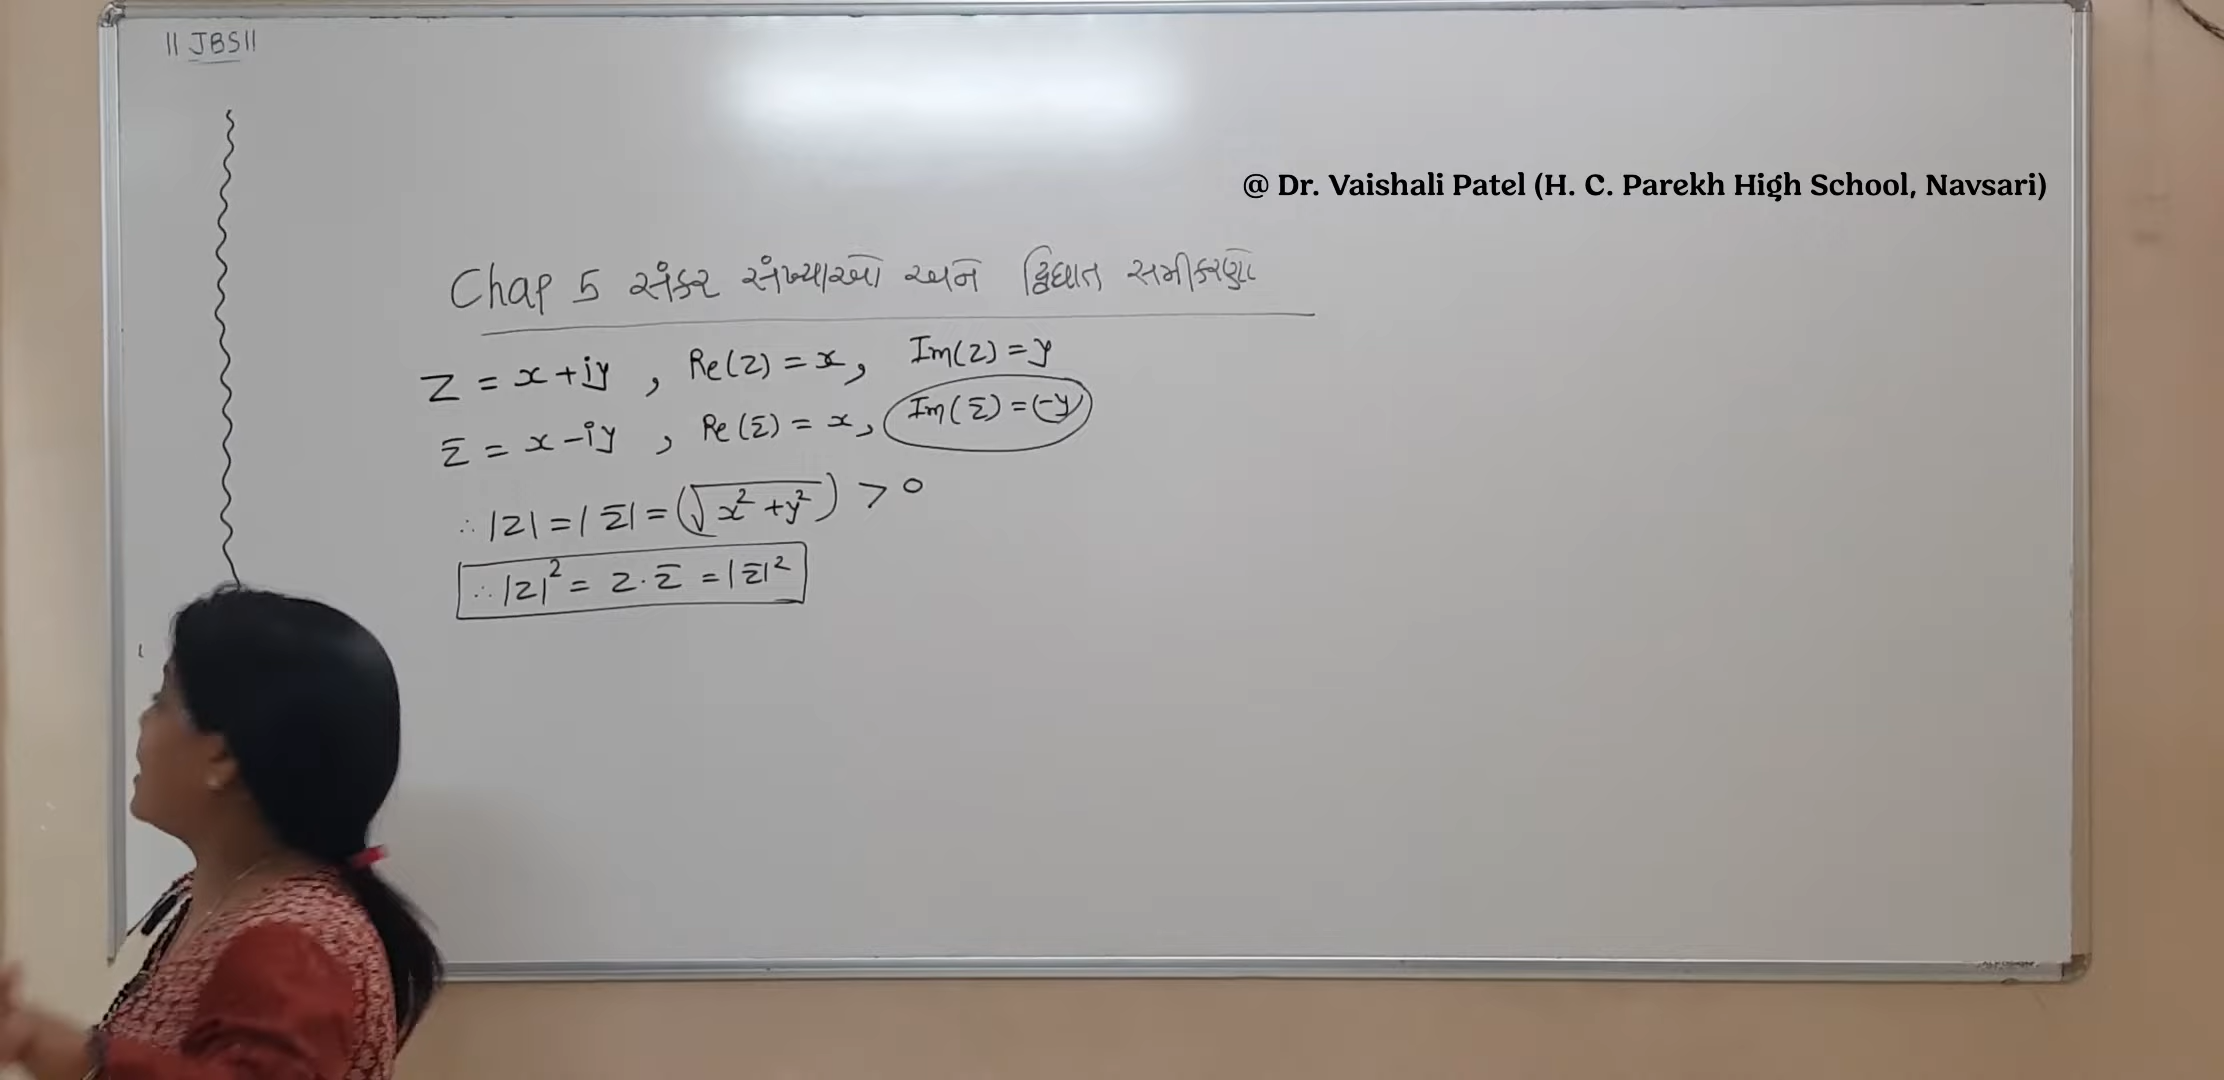 || JBS ||
@ Dr. Vaishali Patel (H. C. Parekh High School, Navsari)
Chap 5 સંકર સંખ્યાઓ અને દ્વિઘાત સમીકરણો
Z = x + iy , Re(z) = x, Im(z) = y
z̄ = x - iy , Re(z̄) = x, Im(z̄) = (-y)
∴ |z| = |z̄| = (√x² + y²) > 0
∴ |z|² = z · z̄ = |z̄|²